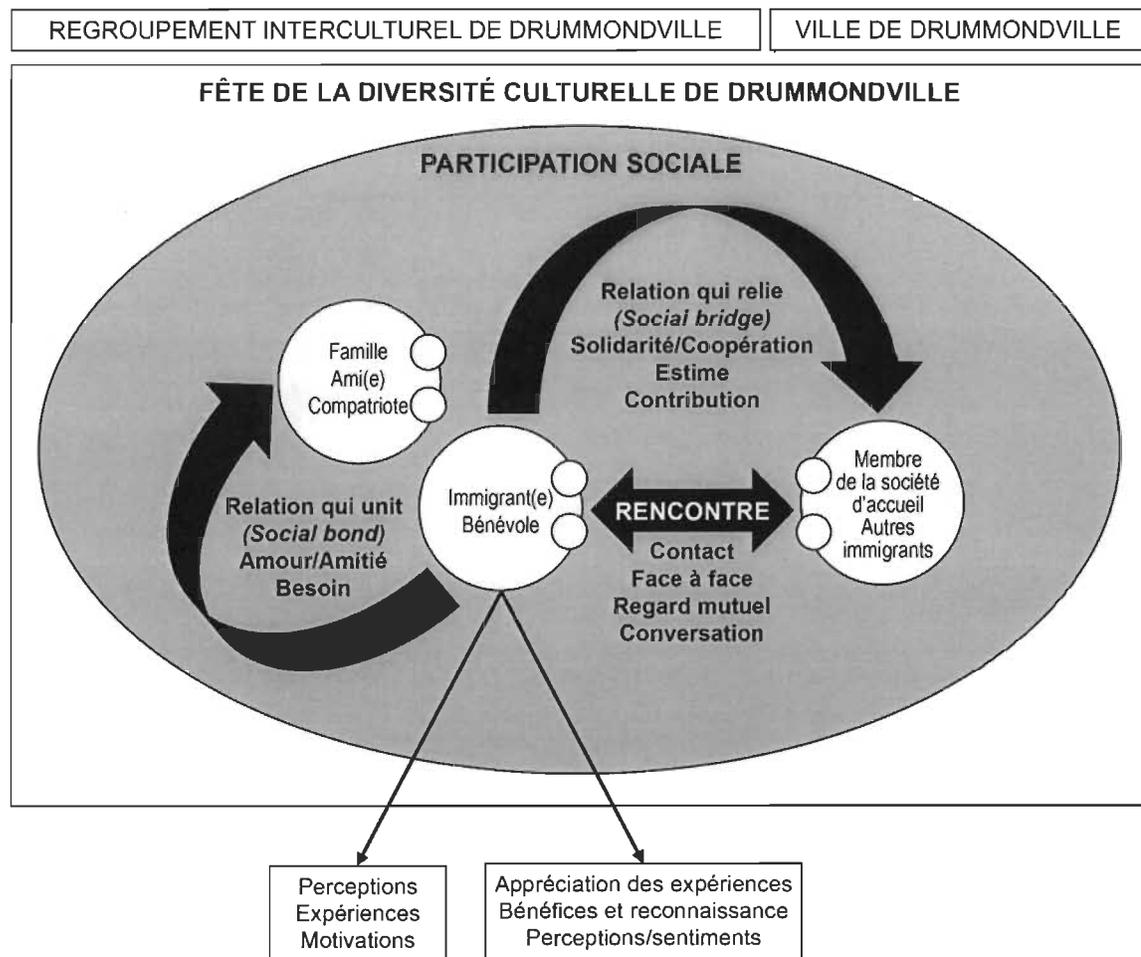 REGROUPEMENT INTERCULTUREL DE DRUMMONDVILLE
VILLE DE DRUMMONDVILLE
FÊTE DE LA DIVERSITÉ CULTURELLE DE DRUMMONDVILLE
PARTICIPATION SOCIALE
Relation qui relie
(Social bridge)
Solidarité/Coopération
Estime
Contribution
Famille
Ami(e)
Compatriote
Relation qui unit
(Social bond)
Amour/Amitié
Besoin
Immigrant(e)
Bénévole
RENCONTRE
Contact
Face à face
Regard mutuel
Conversation
Membre
de la société
d'accueil
Autres
immigrants
Perceptions
Expériences
Motivations
Appréciation des expériences
Bénéfices et reconnaissance
Perceptions/sentiments